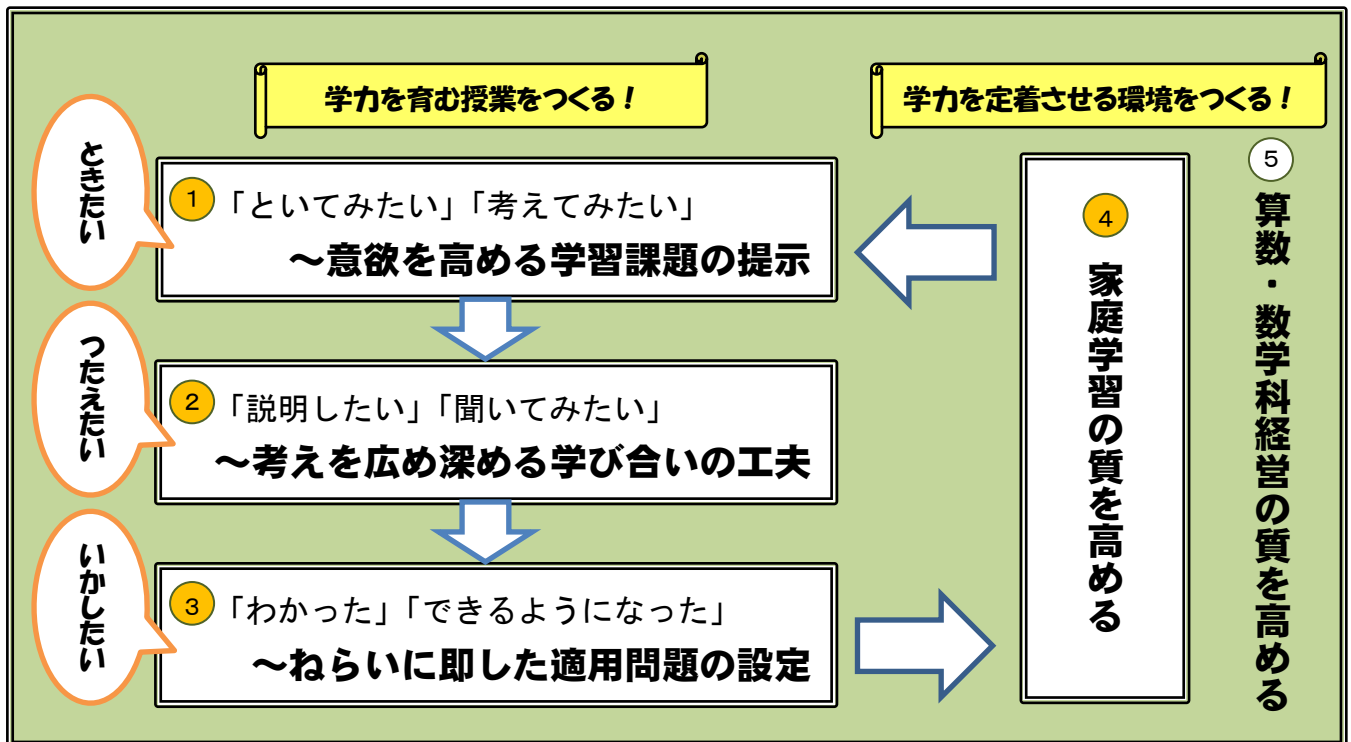 学力を育む授業をつくる！
ときたい
1 「といてみたい」「考えてみたい」
～意欲を高める学習課題の提示
つたえたい
2 「説明したい」「聞いてみたい」
～考えを広め深める学び合いの工夫
いかしたい
3 「わかった」「できるようになった」
～ねらいに即した適用問題の設定
学力を定着させる環境をつくる！
4 家庭学習の質を高める
5 算数・数学科経営の質を高める